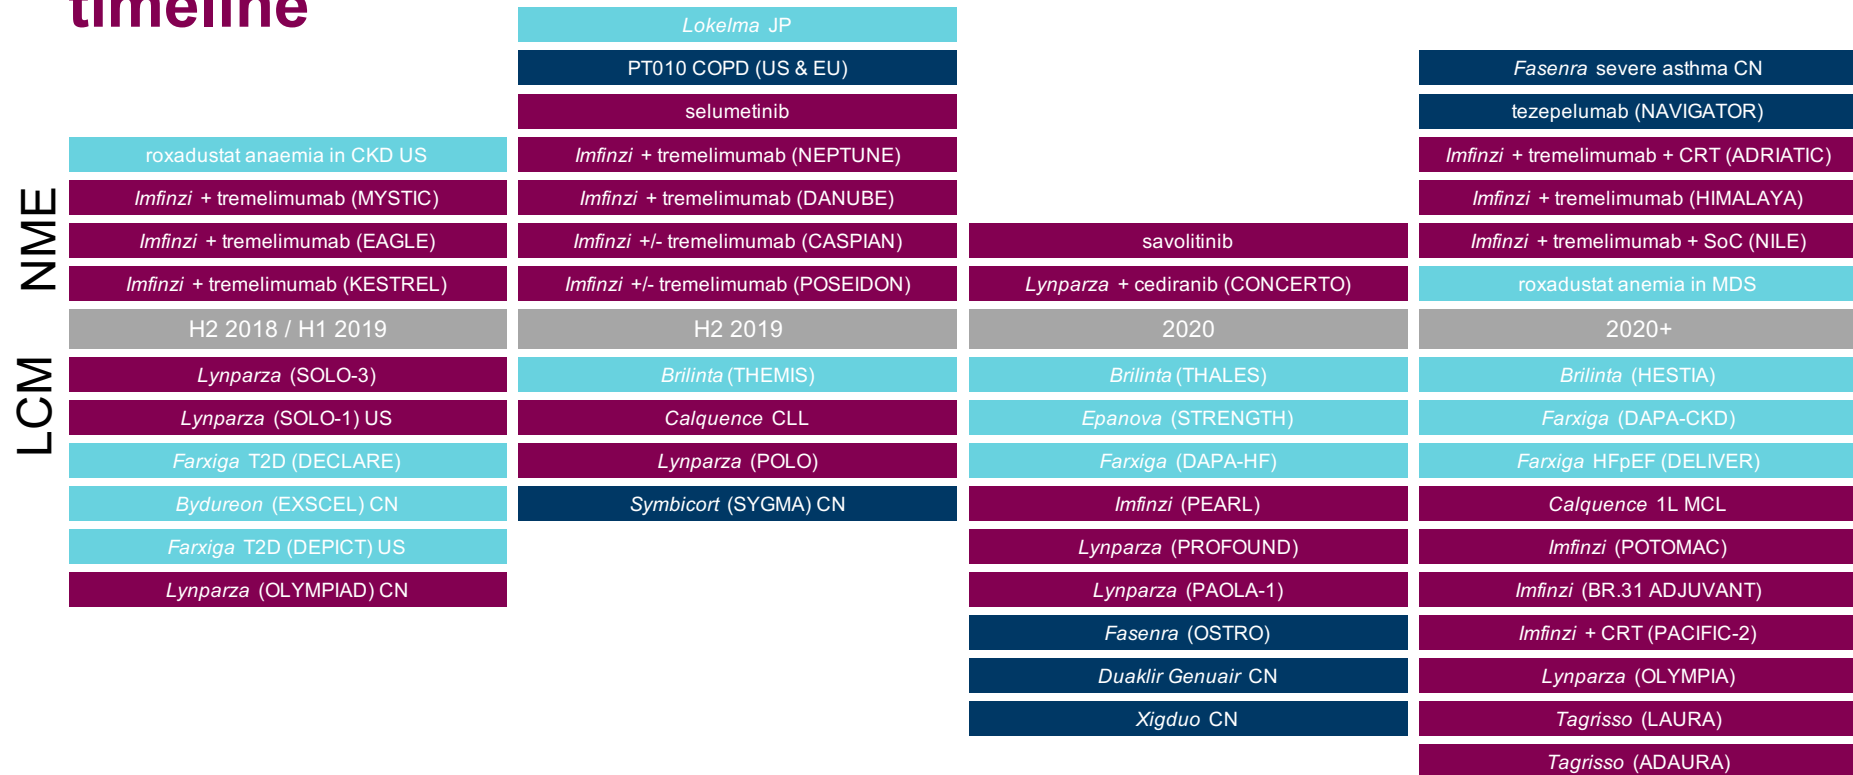 timeline
NME
roxadustat anaemia in CKD US
Imfinzi + tremelimumab (MYSTIC)
Imfinzi + tremelimumab (EAGLE)
Imfinzi + tremelimumab (KESTREL)
Lokelma JP
PT010 COPD (US & EU)
selumetinib
Imfinzi + tremelimumab (NEPTUNE)
Imfinzi + tremelimumab (DANUBE)
Imfinzi +/- tremelimumab (CASPIAN)
Imfinzi +/- tremelimumab (POSEIDON)
savolitinib
Lynparza + cediranib (CONCERTO)
Fasenra severe asthma CN
tezepelumab (NAVIGATOR)
Imfinzi + tremelimumab + CRT (ADRIATIC)
Imfinzi + tremelimumab (HIMALAYA)
Imfinzi + tremelimumab + SoC (NILE)
roxadustat anemia in MDS
H2 2018 / H1 2019
H2 2019
2020
2020+
LCM
Lynparza (SOLO-3)
Lynparza (SOLO-1) US
Farxiga T2D (DECLARE)
Bydureon (EXSCEL) CN
Farxiga T2D (DEPICT) US
Lynparza (OLYMPIAD) CN
Brilinta (THEMIS)
Calquence CLL
Lynparza (POLO)
Symbicort (SYGMA) CN
Brilinta (THALES)
Epanova (STRENGTH)
Farxiga (DAPA-HF)
Imfinzi (PEARL)
Lynparza (PROFOUND)
Lynparza (PAOLA-1)
Fasenra (OSTRO)
Duaklir Genuair CN
Xigduo CN
Brilinta (HESTIA)
Farxiga (DAPA-CKD)
Farxiga HFpEF (DELIVER)
Calquence 1L MCL
Imfinzi (POTOMAC)
Imfinzi (BR.31 ADJUVANT)
Imfinzi + CRT (PACIFIC-2)
Lynparza (OLYMPIA)
Tagrisso (LAURA)
Tagrisso (ADAURA)